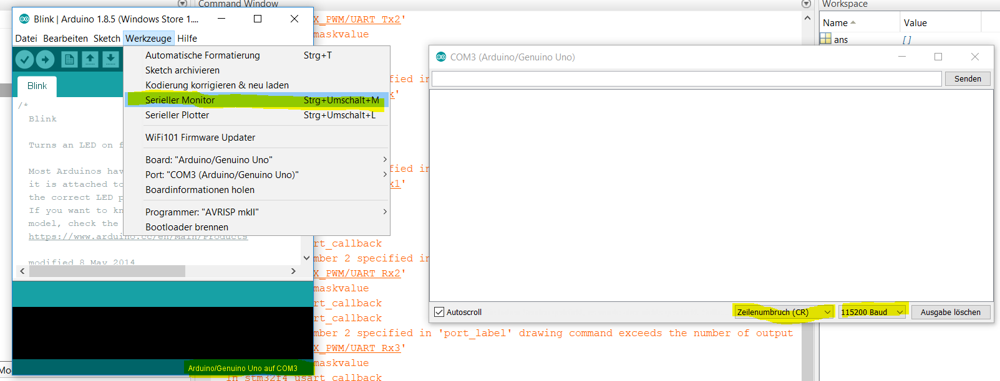 Command Window
Workspace
Blink | Arduino 1.8.5 (Windows Store 1....
Datei Bearbeiten Sketch Werkzeuge Hilfe
Automatische Formatierung Strg+T
Sketch archivieren
Kodierung korrigieren & neu laden
Serieller Monitor Strg+Umschalt+M
Serieller Plotter Strg+Umschalt+L
WiFi101 Firmware Updater
Board: "Arduino/Genuino Uno"
Port: "COM3 (Arduino/Genuino Uno)"
Boardinformationen holen
Programmer: "AVRISP mkII"
Bootloader brennen
Blink
/*
Blink
Turns an LED on f
Most Arduinos hav
it is attached to
the correct LED p
If you want to kn
model, check the
https://www.arduino.cc/en/Main/Products
modified 8 May 2014
Arduino/Genuino Uno auf COM3
X_PWM/UART Tx2'
maskvalue
fied in
x'
fied in
x1'
rt_callback
mber 2 specified in
X_PWM/UART Rx2'
maskvalue
rt_callback
rt_callback
mber 2 specified in 'port_label' drawing command exceeds the number of output
X_PWM/UART Rx3'
maskvalue
In stm32f4_usart_callback
Name Value
ans []
COM3 (Arduino/Genuino Uno)
Senden
Autoscroll
Zeilenumbruch (CR)
115200 Baud
Ausgabe löschen
Mo